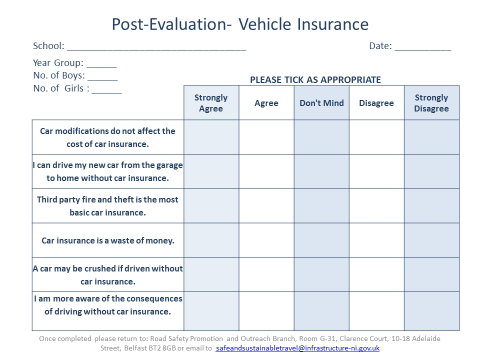 Post-Evaluation- Vehicle Insurance
School: ___________________________________ Date: ___________
Year Group: ______
No. of Boys: ______
No. of Girls : ______
PLEASE TICK AS APPROPRIATE
Strongly Agree
Agree
Don't Mind
Disagree
Strongly Disagree
Car modifications do not affect the
cost of car insurance.
I can drive my new car from the garage
to home without car insurance.
Third party fire and theft is the most
basic car insurance.
Car insurance is a waste of money.
A car may be crushed if driven without
car insurance.
I am more aware of the consequences
of driving without car insurance.
Once completed please return to: Road Safety Promotion and Outreach Branch, Room G-31, Clarence Court, 10-18 Adelaide
Street, Belfast BT2 8GB or email to safeandsustainabletravel@infrastructure-ni.gov.uk